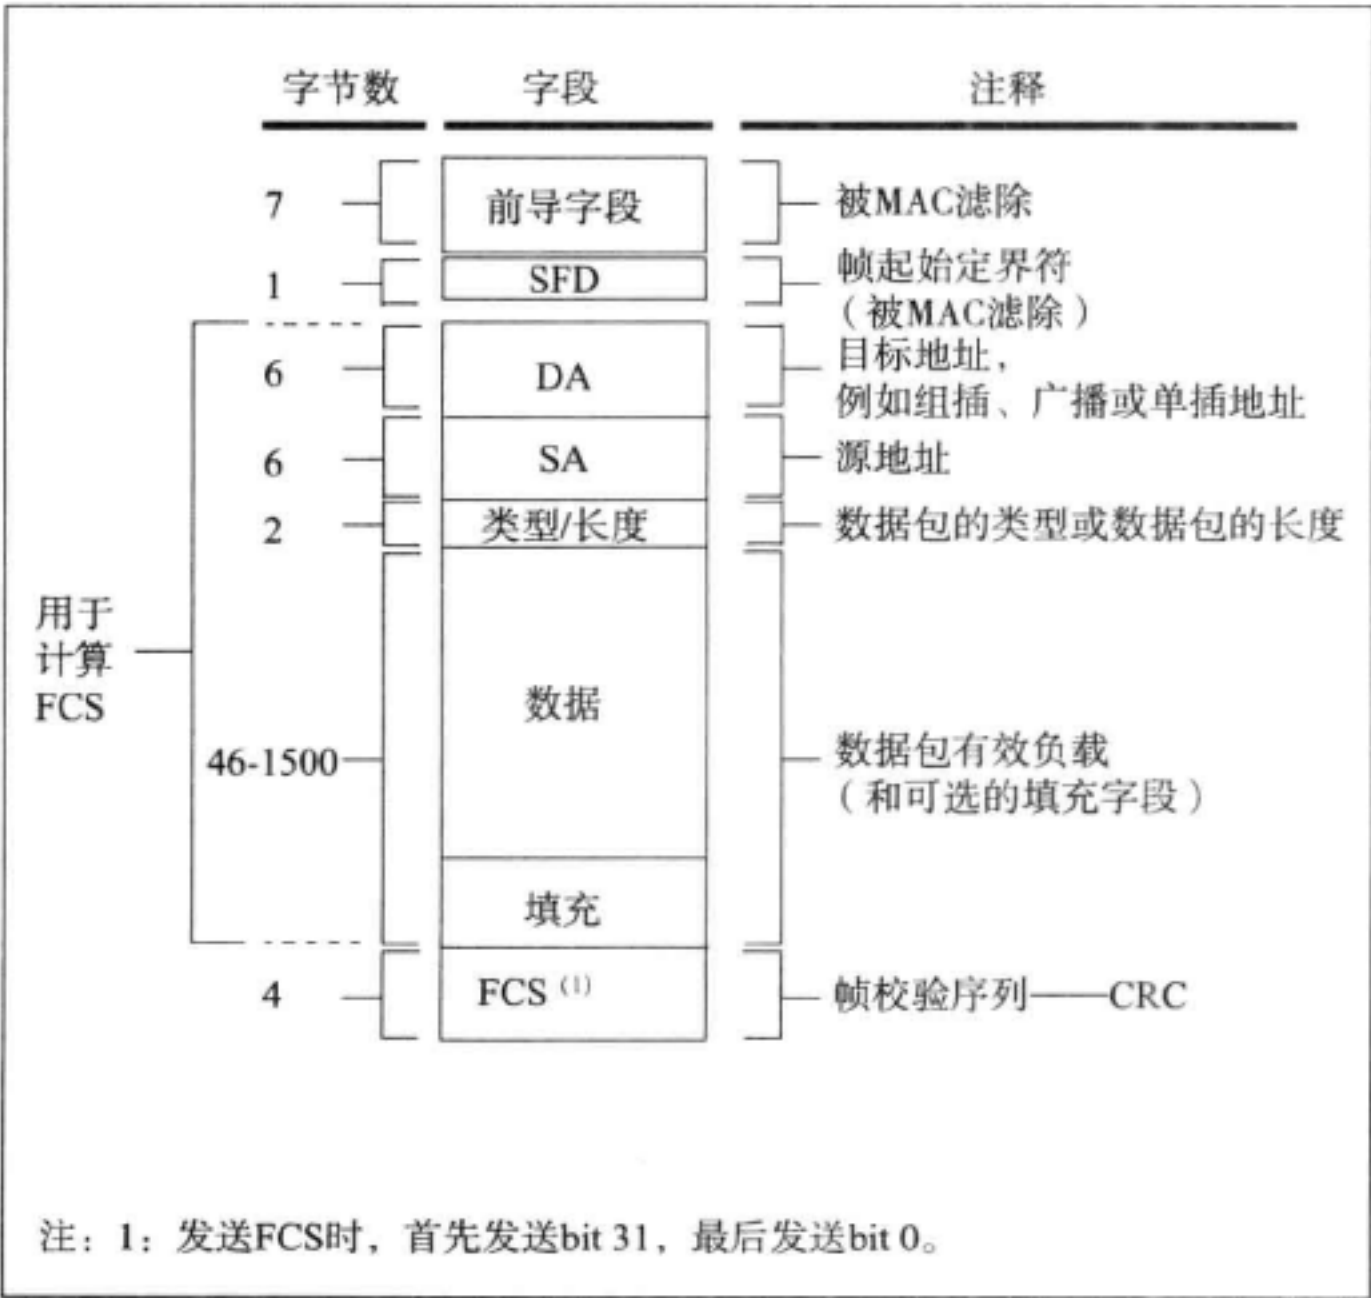 字节数 字段 注释
7 前导字段 被MAC滤除
1 SFD 帧起始定界符
（被MAC滤除）
6 DA 目标地址，
例如组插、广播或单插地址
6 SA 源地址
2 类型/长度 数据包的类型或数据包的长度
用于
计算
FCS
46-1500 数据 数据包有效负载
（和可选的填充字段）
填充
4 FCS (1) 帧校验序列——CRC
注：1：发送FCS时，首先发送bit 31，最后发送bit 0。